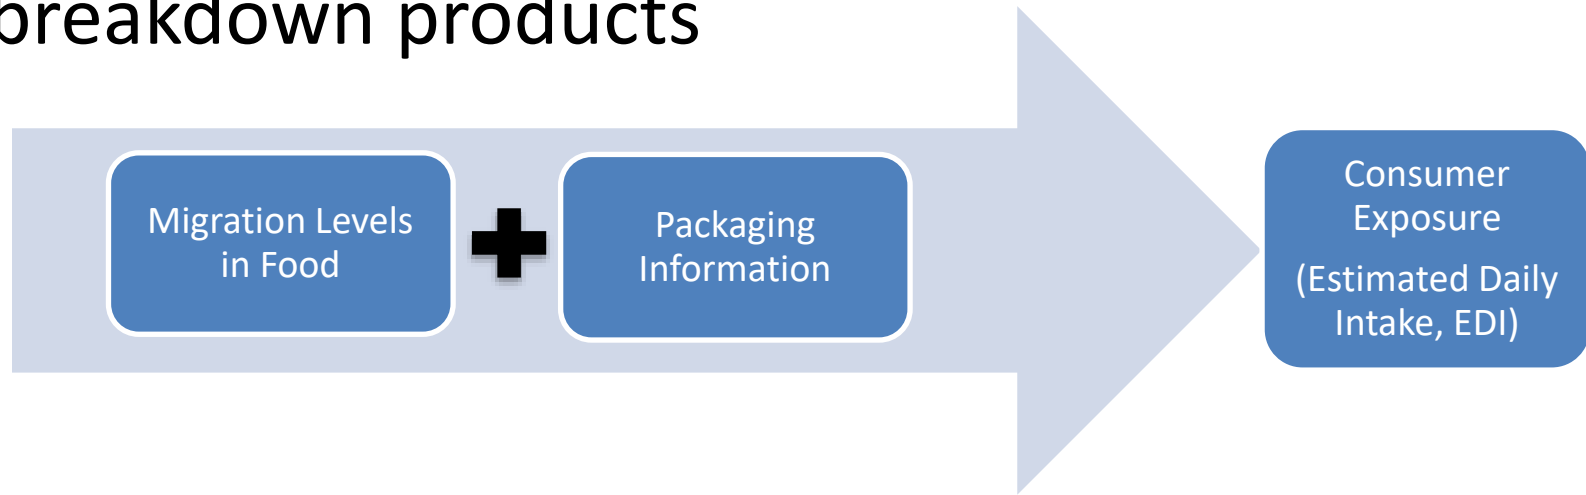 breakdown products
Migration Levels
in Food
Packaging
Information
Consumer
Exposure
(Estimated Daily
Intake, EDI)